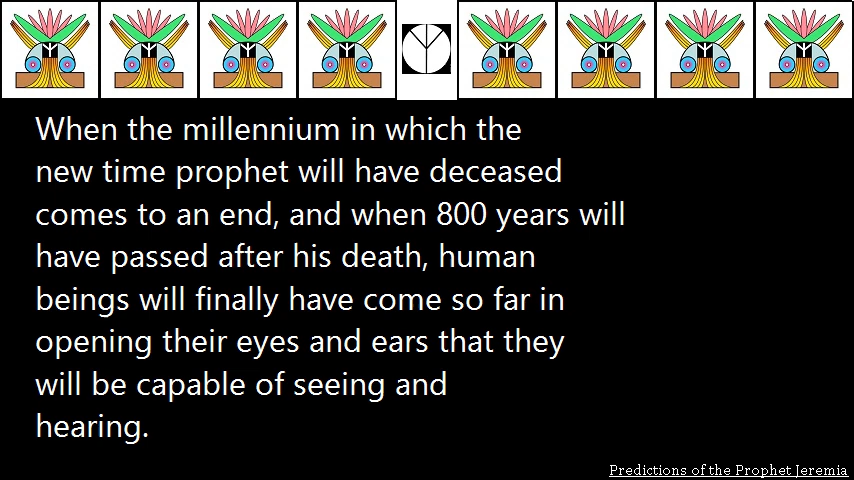 When the millennium in which the
new time prophet will have deceased
comes to an end, and when 800 years will
have passed after his death, human
beings will finally have come so far in
opening their eyes and ears that they
will be capable of seeing and
hearing.
Predictions of the Prophet Jeremia